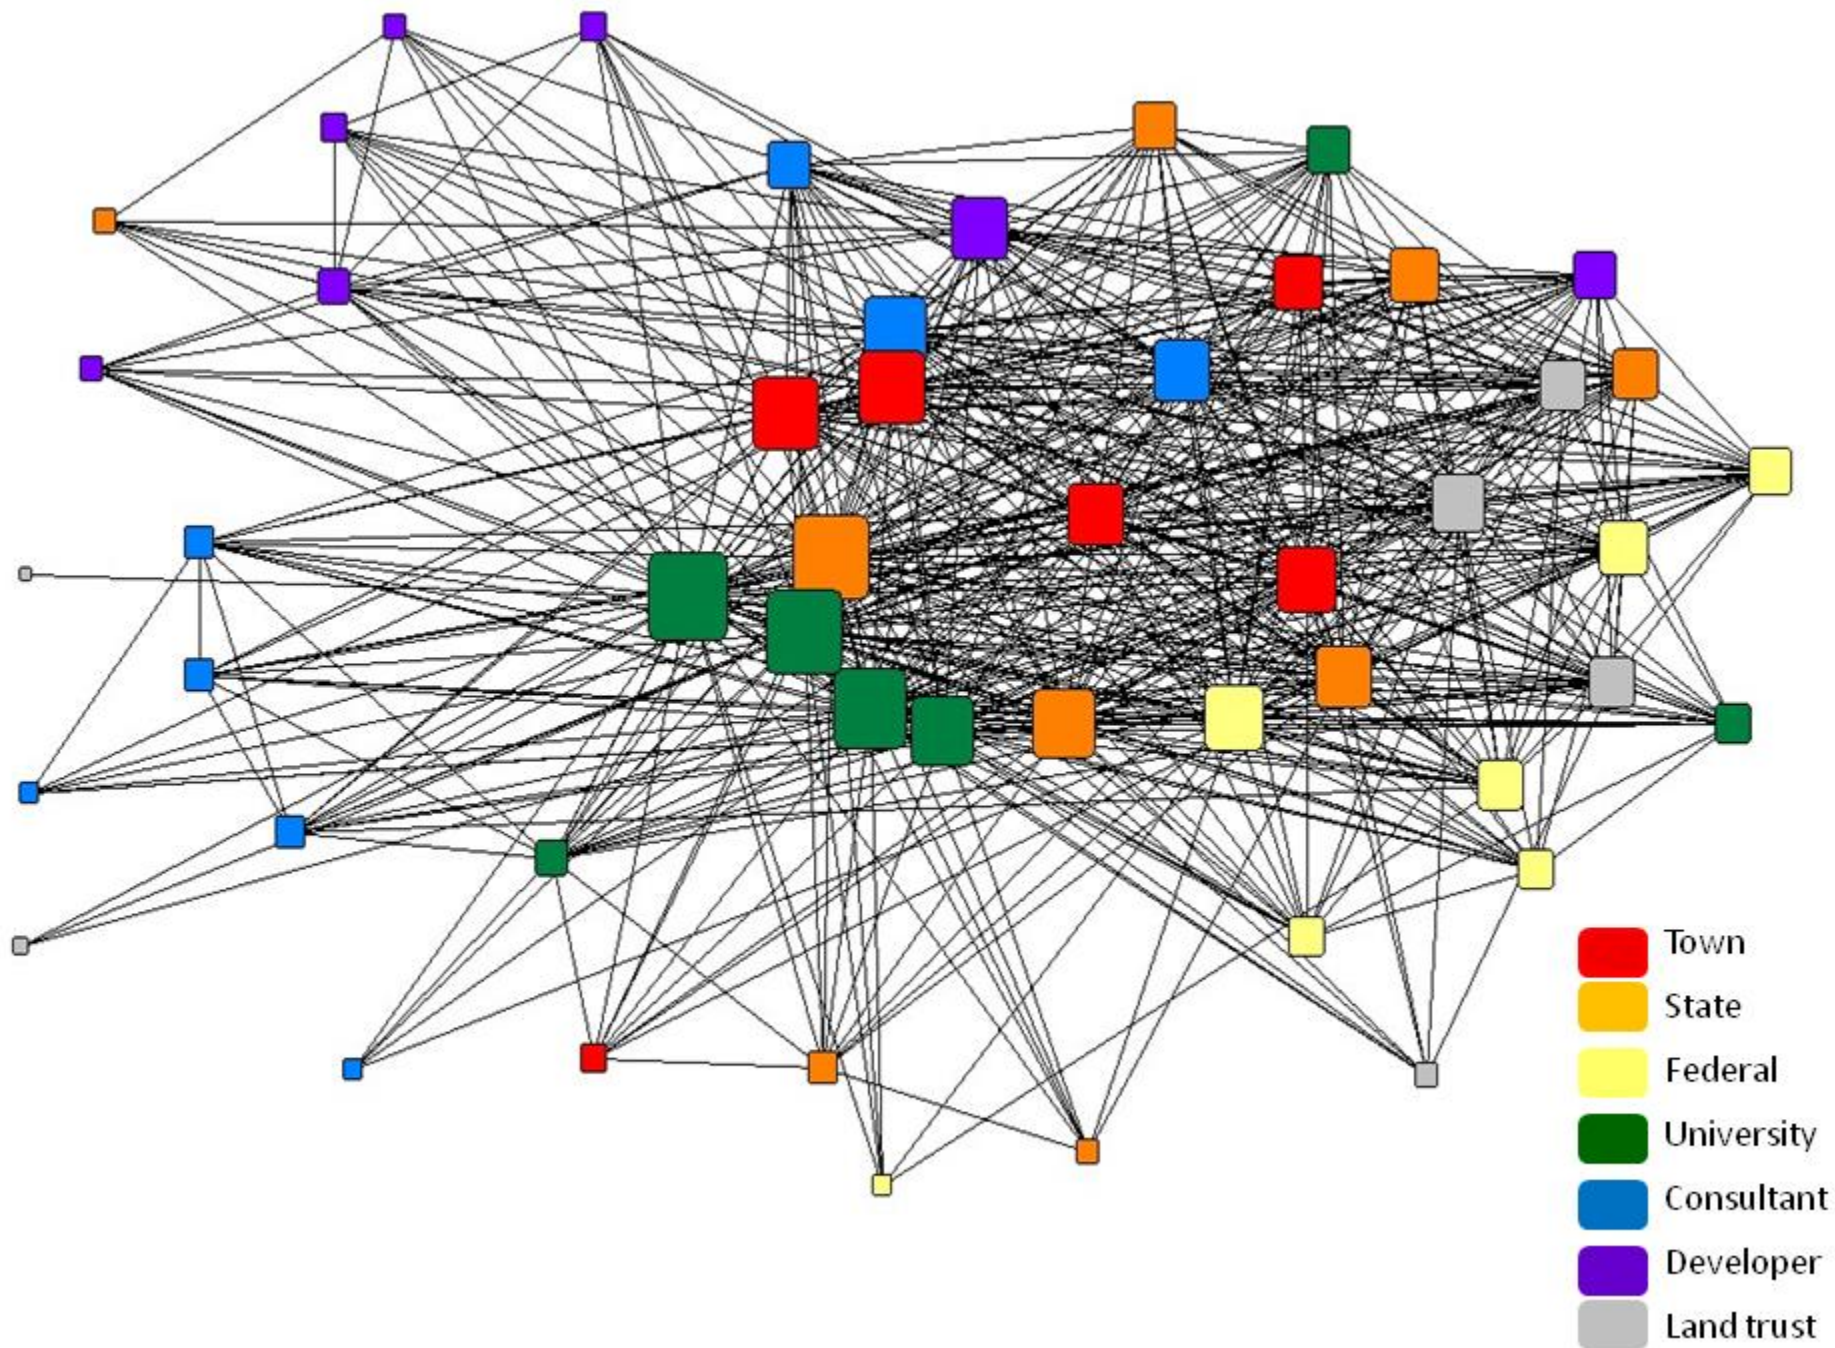 Town
State
Federal
University
Consultant
Developer
Land trust